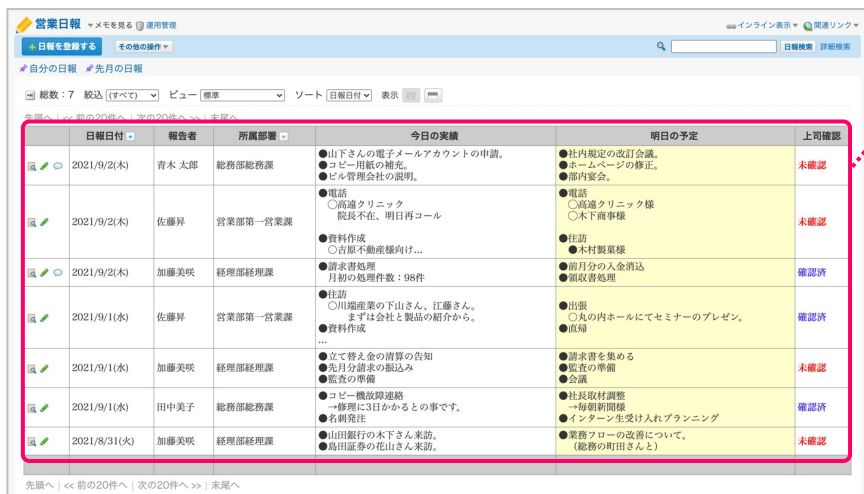 営業日報 ▼メモを見る 運用管理 インライン表示▼ 関連リンク▼
日報を登録する その他の操作▼ 日報検索 詳細検索
自分の日報 先月の日報
総数：7 絞込 (すべて) ビュー 標準 ソート 日報日付 表示
先頭へ | << 前の20件へ | 次の20件へ >> | 末尾へ
日報日付 報告者 所属部署 今日の実績 明日の予定 上司確認
2021/9/2(木) 青木 太郎 総務部総務課
●山下さんの電子メールアカウントの申請。
●コピー用紙の補充。
●ビル管理会社の説明。
●社内規定の改訂会議。
●ホームページの修正。
●部内宴会。
未確認
2021/9/2(木) 佐藤昇 営業部第一営業課
●電話
○高遠クリニック
院長不在、明日再コール
●資料作成
○吉原不動産様向け...
●電話
○高遠クリニック様
○木下商事様
●往訪
●木村製菓様
未確認
2021/9/2(木) 加藤美咲 経理部経理課
●請求書処理
月初の処理件数：98件
●前月分の入金消込
●領収書処理
確認済
2021/9/1(水) 佐藤昇 営業部第一営業課
●往訪
○川端産業の下山さん、江藤さん。
まずは会社と製品の紹介から。
●資料作成
...
●出張
○丸の内ホールにてセミナーのプレゼン。
●直帰
確認済
2021/9/1(水) 加藤美咲 経理部経理課
●立て替え金の清算の告知
●先月分請求の振込み
●監査の準備
●請求書を集める
●監査の準備
●会議
未確認
2021/9/1(水) 田中美子 総務部総務課
●コピー機故障連絡
→修理に3日かかるとの事です。
●名刺発注
●社長取材調整
→毎朝新聞様
●インターン生受け入れプランニング
確認済
2021/8/31(火) 加藤美咲 経理部経理課
●山田銀行の木下さん来訪。
●島田証券の花山さん来訪。
●業務フローの改善について。
(総務の町田さんと)
未確認
先頭へ | << 前の20件へ | 次の20件へ >> | 末尾へ